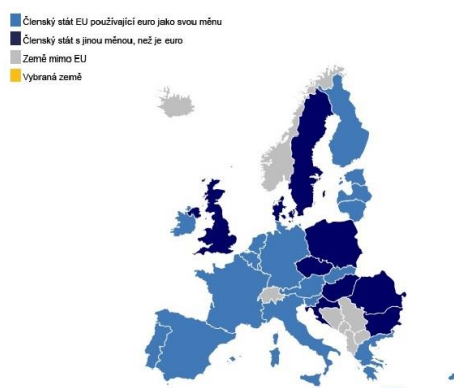 Členský stát EU používající euro jako svou měnu
Členský stát s jinou měnou, než je euro
Země mimo EU
Vybraná země